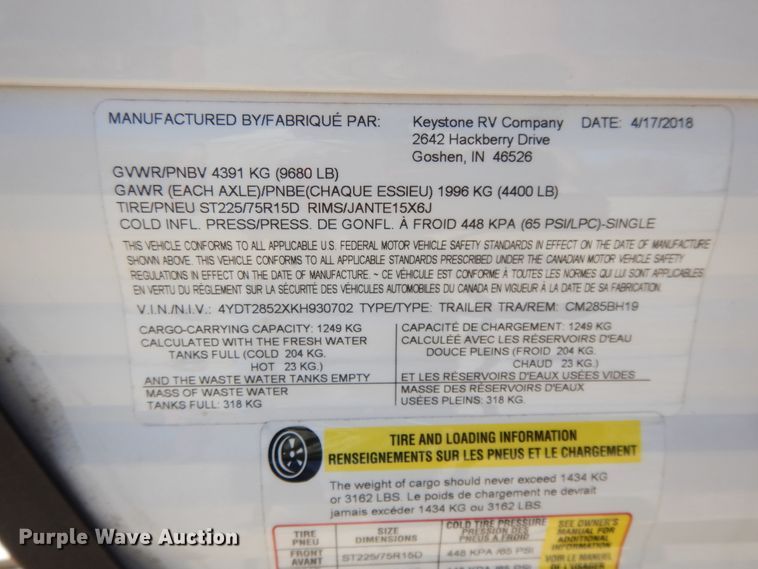 MANUFACTURED BY/FABRIQUÉ PAR: Keystone RV Company DATE: 4/17/2018
2642 Hackberry Drive
Goshen, IN 46526
GVWR/PNBV 4391 KG (9680 LB)
GAWR (EACH AXLE)/PNBE(CHAQUE ESSIEU) 1996 KG (4400 LB)
TIRE/PNEU ST225/75R15D RIMS/JANTE15X6J
COLD INFL. PRESS/PRESS. DE GONFL. À FROID 448 KPA (65 PSI/LPC)-SINGLE
THIS VEHICLE CONFORMS TO ALL APPLICABLE U.S. FEDERAL MOTOR VEHICLE SAFETY STANDARDS IN EFFECT ON THE DATE OF MANUFACTURE
SHOWN ABOVE. THIS VEHICLE CONFORMS TO ALL APPLICABLE STANDARDS PRESCRIBED UNDER THE CANADIAN MOTOR VEHICLE SAFETY
REGULATIONS IN EFFECT ON THE DATE OF MANUFACTURE. ~ CE VÉHICULE EST CONFORME À TOUTES LES NORMES QUI LUI SONT APPLICABLES
EN VERTU DU RÈGLEMENT SUR LA SÉCURITÉ DES VÉHICULES AUTOMOBILES DU CANADA EN VIGUEUR À LA DATE DE SA FABRICATION
V.I.N./N.I.V.: 4YDT2852XKH930702 TYPE/TYPE: TRAILER TRA/REM: CM285BH19
CARGO-CARRYING CAPACITY: 1249 KG
CALCULATED WITH THE FRESH WATER
TANKS FULL (COLD 204 KG.
HOT 23 KG.)
AND THE WASTE WATER TANKS EMPTY
MASS OF WASTE WATER
TANKS FULL: 318 KG
CAPACITÉ DE CHARGEMENT: 1249 KG
CALCULÉE AVEC LES RÉSERVOIRS D'EAU
DOUCE PLEINS (FROID 204 KG.
CHAUD 23 KG.)
ET LES RÉSERVOIRS D'EAUX USÉES VIDES
MASSE DES RÉSERVOIRS D'EAUX
USÉES PLEINS: 318 KG.
TIRE AND LOADING INFORMATION
RENSEIGNEMENTS SUR LES PNEUS ET LE CHARGEMENT
The weight of cargo should never exceed 1434 KG
or 3162 LBS. Le poids de chargement ne devrait
jamais excéder 1434 KG ou 3162 LBS.
TIRE
PNEU
SIZE
DIMENSIONS
COLD TIRE PRESSURE
PRESSION DES
PNEUS A FROID
SEE OWNER'S
MANUAL FOR
ADDITIONAL
INFORMATION
VOIR LE MANUEL
DE L'USAGER
FRONT
AVANT
ST225/75R15D
448 KPA /65 PSI
Purple Wave Auction